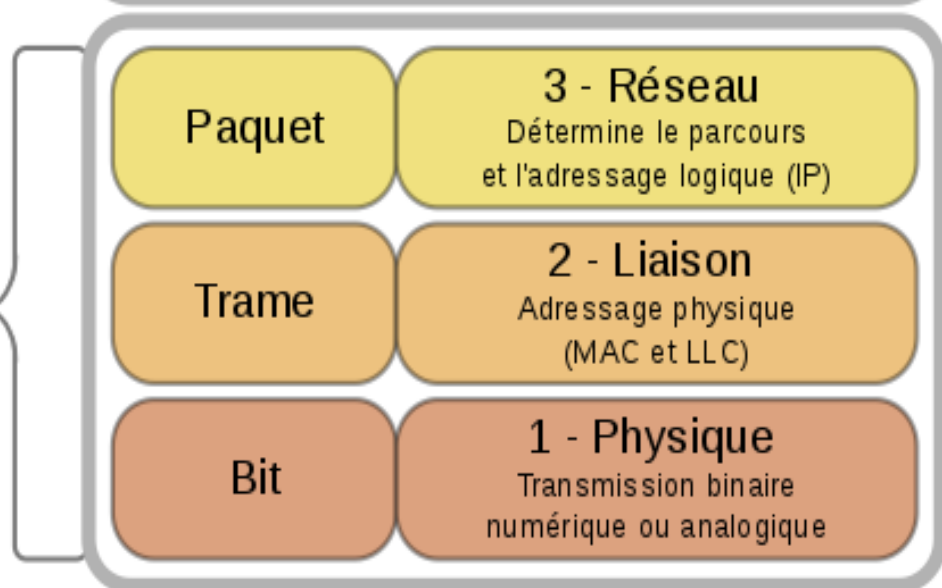 Paquet
3 - Réseau
Détermine le parcours
et l'adressage logique (IP)
Trame
2 - Liaison
Adressage physique
(MAC et LLC)
Bit
1 - Physique
Transmission binaire
numérique ou analogique